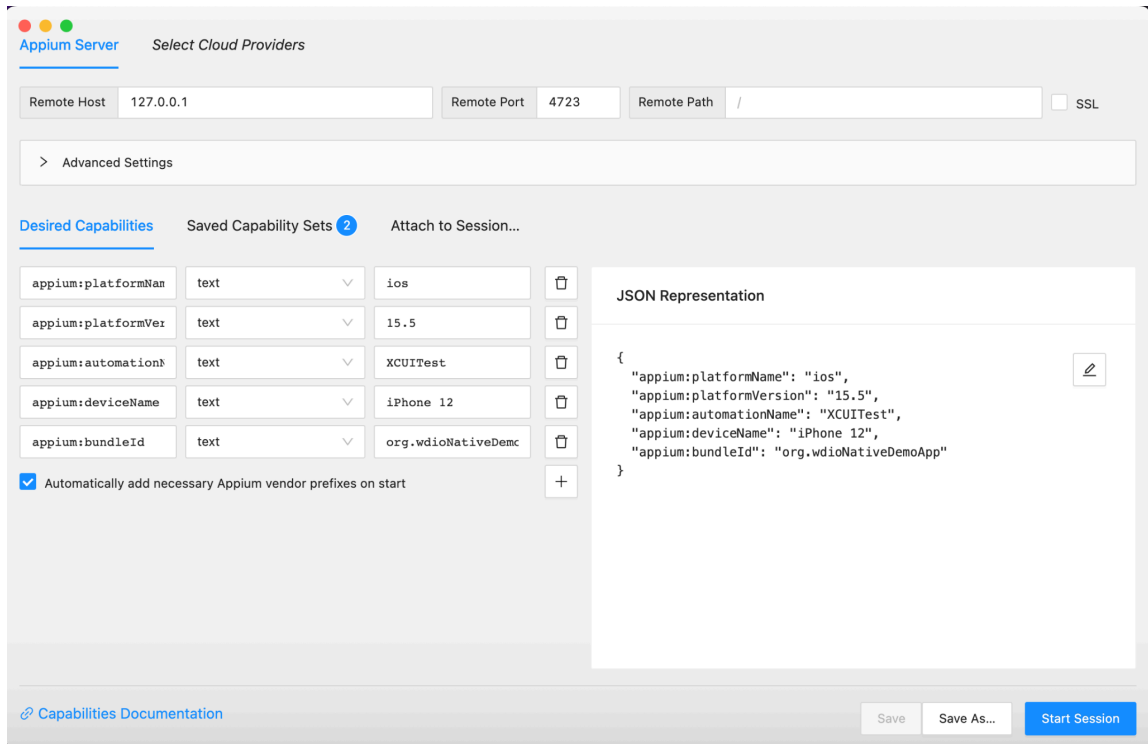 Appium Server Select Cloud Providers
Remote Host 127.0.0.1 Remote Port 4723 Remote Path / SSL
Advanced Settings
Desired Capabilities Saved Capability Sets 2 Attach to Session...
appium:platformNam text ios
appium:platformVer text 15.5
appium:automationN text XCUITest
appium:deviceName text iPhone 12
appium:bundleId text org.wdioNativeDemo
Automatically add necessary Appium vendor prefixes on start
JSON Representation
{
"appium:platformName": "ios",
"appium:platformVersion": "15.5",
"appium:automationName": "XCUITest",
"appium:deviceName": "iPhone 12",
"appium:bundleId": "org.wdioNativeDemoApp"
}
Capabilities Documentation Save Save As... Start Session